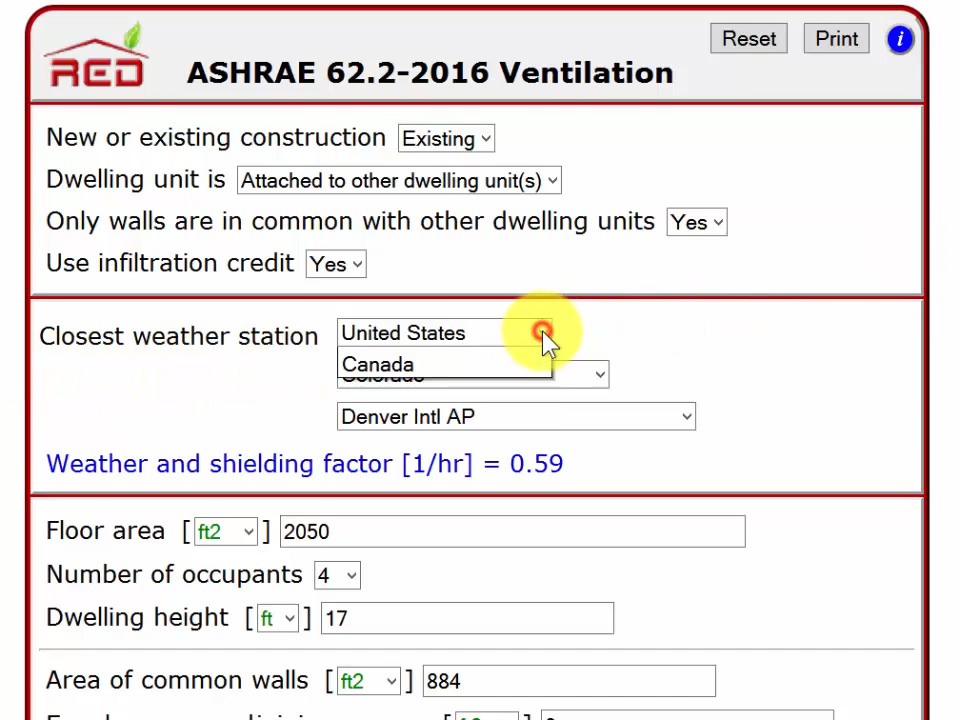 Reset Print i
RED
ASHRAE 62.2-2016 Ventilation
New or existing construction Existing
Dwelling unit is Attached to other dwelling unit(s)
Only walls are in common with other dwelling units Yes
Use infiltration credit Yes
Closest weather station United States
Canada
Colorado
Denver Intl AP
Weather and shielding factor [1/hr] = 0.59
Floor area [ft2] 2050
Number of occupants 4
Dwelling height [ft] 17
Area of common walls [ft2] 884